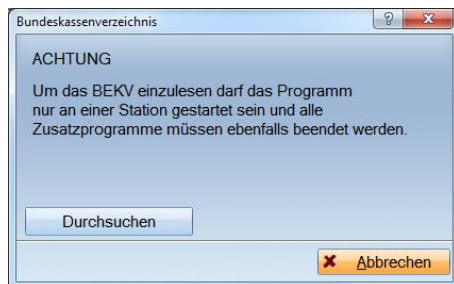 Bundeskassenverzeichnis
ACHTUNG
Um das BEKV einzulesen darf das Programm
nur an einer Station gestartet sein und alle
Zusatzprogramme müssen ebenfalls beendet werden.
Durchsuchen
Abbrechen